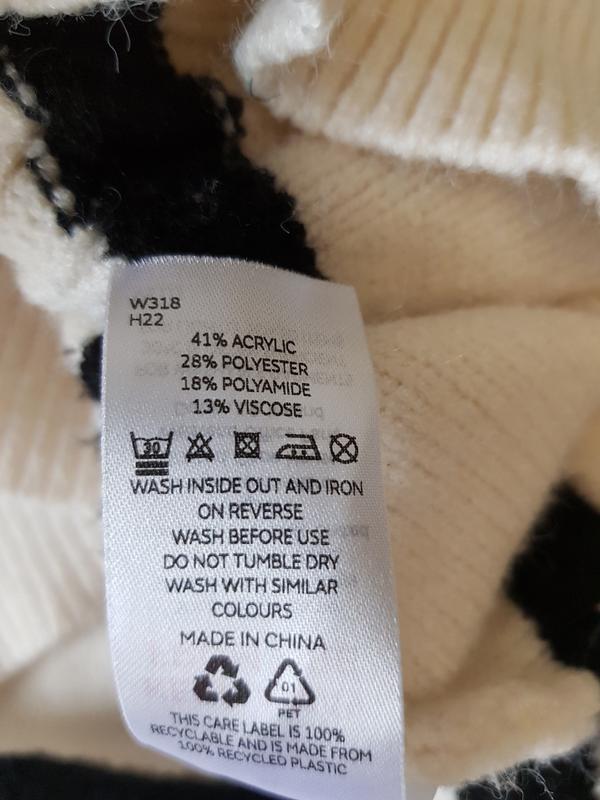 W318
H22
41% ACRYLIC
28% POLYESTER
18% POLYAMIDE
13% VISCOSE
30
WASH INSIDE OUT AND IRON
ON REVERSE
WASH BEFORE USE
DO NOT TUMBLE DRY
WASH WITH SIMILAR
COLOURS
MADE IN CHINA
01
PET
THIS CARE LABEL IS 100%
RECYCLABLE AND IS MADE FROM
100% RECYCLED PLASTIC